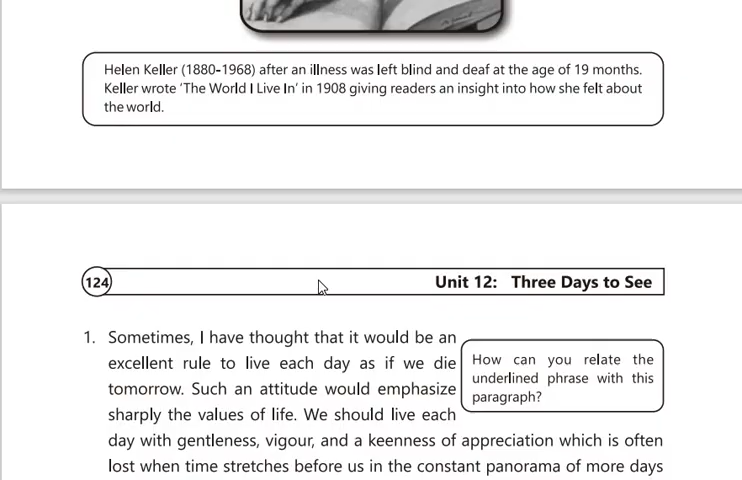 Helen Keller (1880-1968) after an illness was left blind and deaf at the age of 19 months.
Keller wrote 'The World I Live In' in 1908 giving readers an insight into how she felt about
the world.
124
Unit 12: Three Days to See
1. Sometimes, I have thought that it would be an
excellent rule to live each day as if we die
tomorrow. Such an attitude would emphasize
sharply the values of life. We should live each
day with gentleness, vigour, and a keenness of appreciation which is often
lost when time stretches before us in the constant panorama of more days
How can you relate the
underlined phrase with this
paragraph?